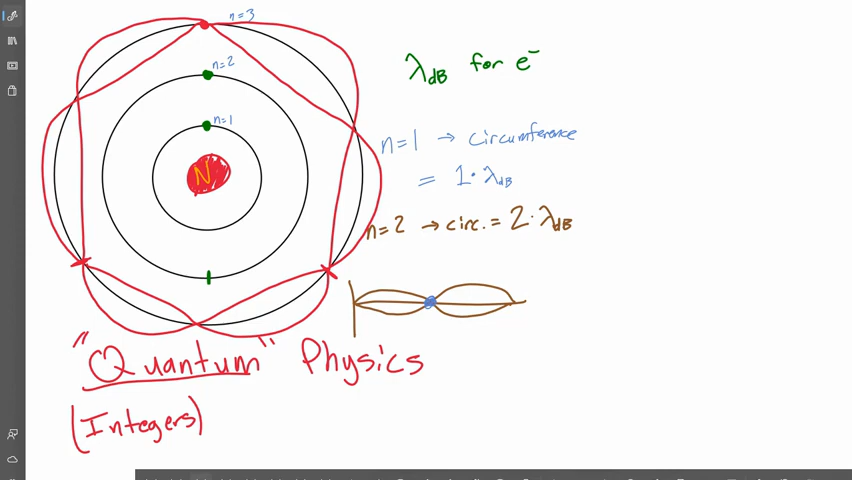 n=3
n=2
n=1
N
λdB for e⁻
n=1 → circumference
= 1·λdB
n=2 → circ. = 2·λdB
"Quantum" Physics
(Integers)